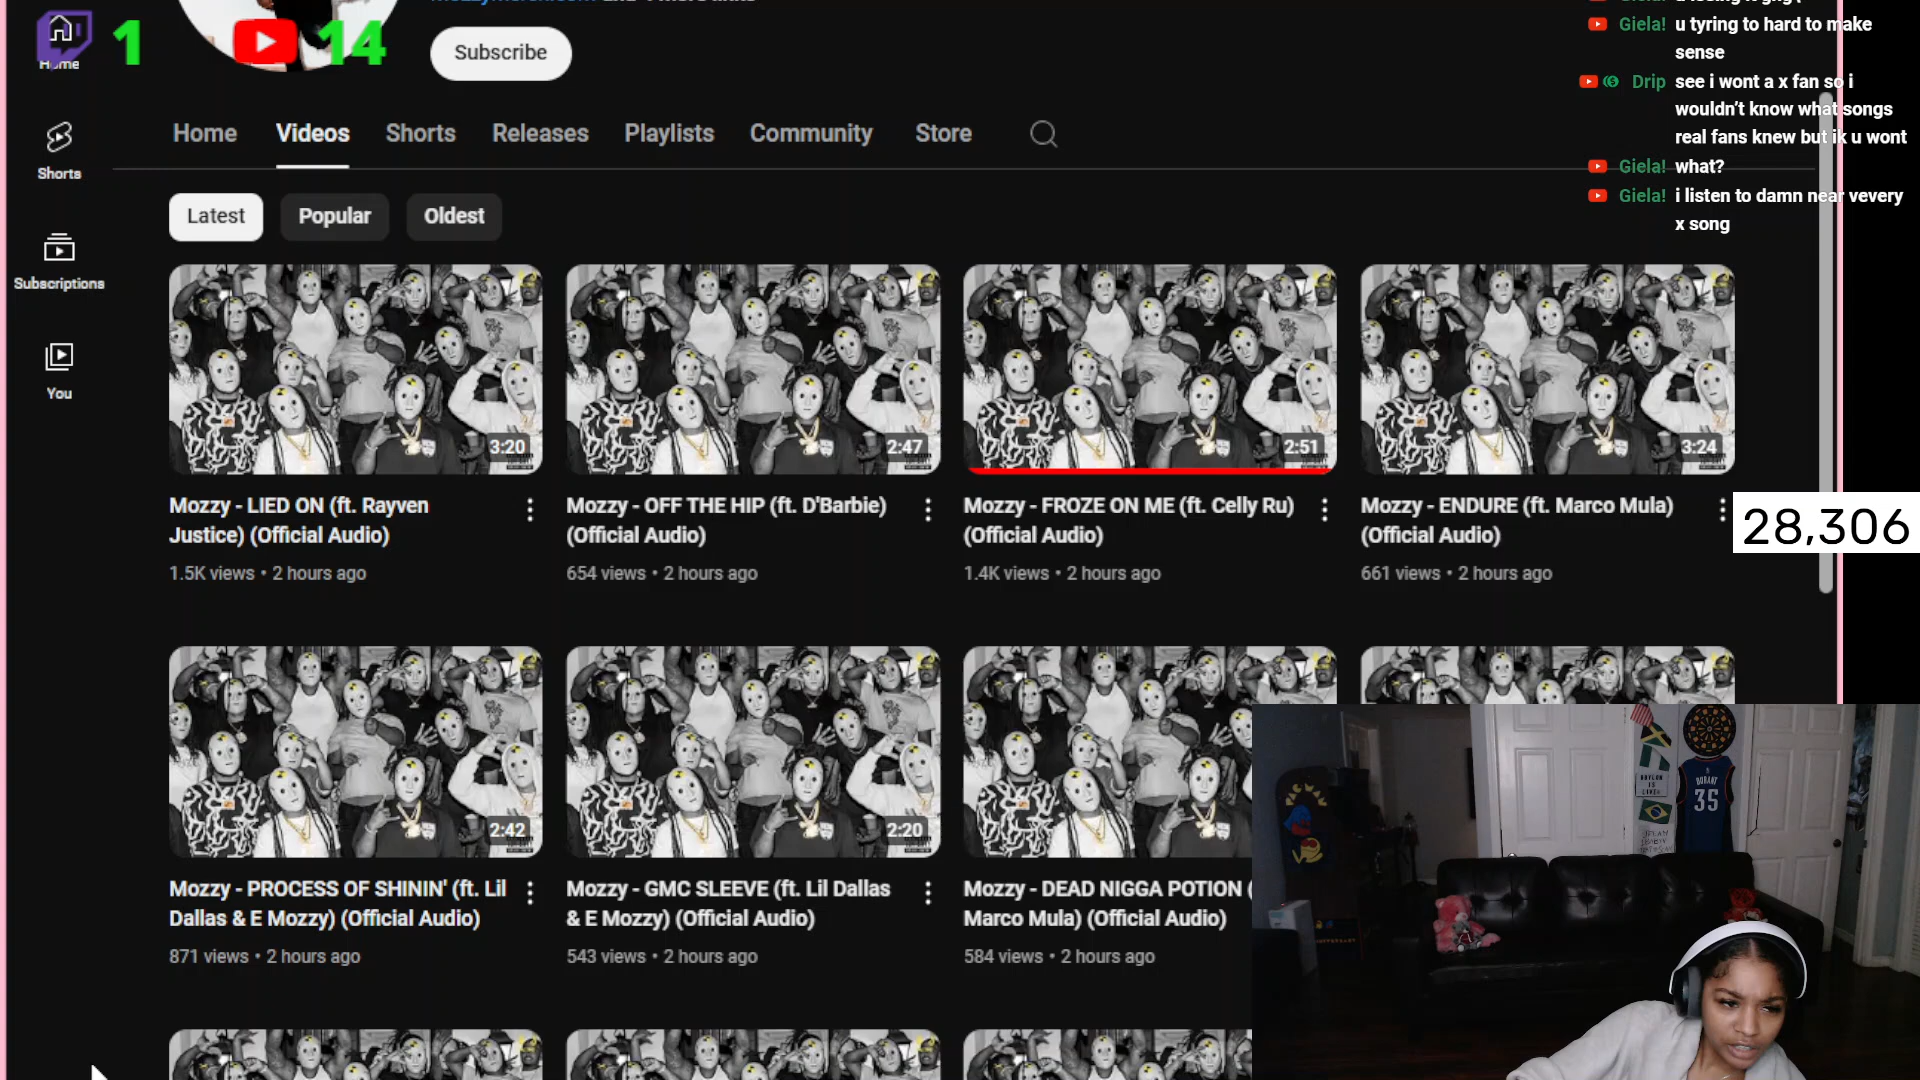 1
14
Subscribe
Home
Shorts
Subscriptions
You
Home Videos Shorts Releases Playlists Community Store
Latest Popular Oldest
3:20
2:47
2:51
3:24
Mozzy - LIED ON (ft. Rayven
Justice) (Official Audio)
1.5K views • 2 hours ago
Mozzy - OFF THE HIP (ft. D'Barbie)
(Official Audio)
654 views • 2 hours ago
Mozzy - FROZE ON ME (ft. Celly Ru)
(Official Audio)
1.4K views • 2 hours ago
Mozzy - ENDURE (ft. Marco Mula)
(Official Audio)
661 views • 2 hours ago
2:42
2:20
Mozzy - PROCESS OF SHININ' (ft. Lil
Dallas & E Mozzy) (Official Audio)
871 views • 2 hours ago
Mozzy - GMC SLEEVE (ft. Lil Dallas
& E Mozzy) (Official Audio)
543 views • 2 hours ago
Mozzy - DEAD NIGGA POTION (
Marco Mula) (Official Audio)
584 views • 2 hours ago
Giela! u tyring to hard to make
sense
Drip see i wont a x fan so i
wouldn't know what songs
real fans knew but ik u wont
Giela! what?
Giela! i listen to damn near vevery
x song
28,306
PAC-MAN
DURANT
35